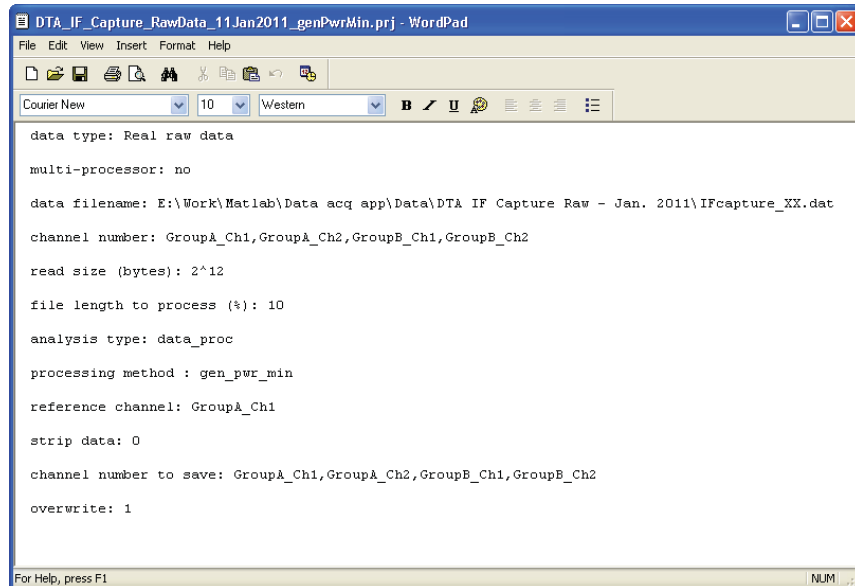 DTA_IF_Capture_RawData_11Jan2011_genPwrMin.prj - WordPad
File Edit View Insert Format Help
Courier New 10 Western B I U
data type: Real raw data
multi-processor: no
data filename: E:\Work\Matlab\Data acq app\Data\DTA IF Capture Raw - Jan. 2011\IFcapture_XX.dat
channel number: GroupA_Ch1,GroupA_Ch2,GroupB_Ch1,GroupB_Ch2
read size (bytes): 2^12
file length to process (%): 10
analysis type: data_proc
processing method : gen_pwr_min
reference channel: GroupA_Ch1
strip data: 0
channel number to save: GroupA_Ch1,GroupA_Ch2,GroupB_Ch1,GroupB_Ch2
overwrite: 1
For Help, press F1 NUM